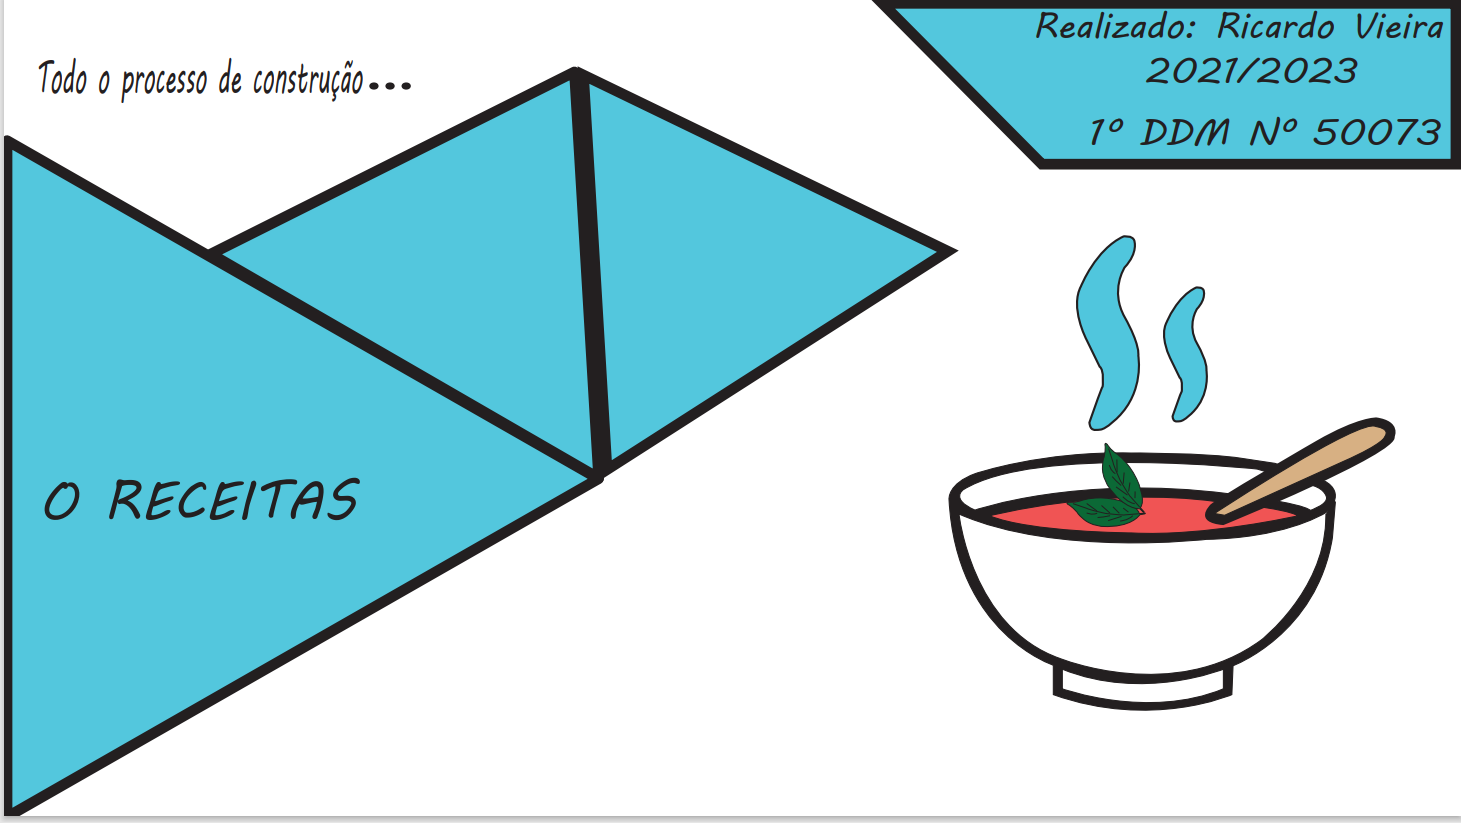 Todo o processo de construção...
Realizado: Ricardo Vieira
2021/2023
1º DDM Nº 50073
O RECEITAS